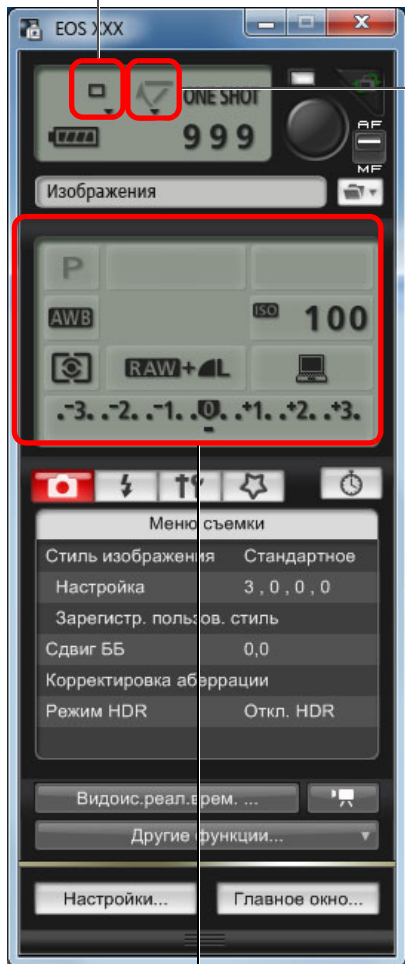 EOS XXX
ONE SHOT
999
AF
MF
Изображения
P
AWB
ISO 100
RAW+L
.-3. .-2. .-1. .0. .+1. .+2. .+3.
Меню съемки
Стиль изображения Стандартное
Настройка 3 , 0 , 0 , 0
Зарегистр. пользов. стиль
Сдвиг ББ 0,0
Корректировка аберрации
Режим HDR Откл. HDR
Видоис.реал.врем. ...
Другие функции...
Настройки... Главное окно...